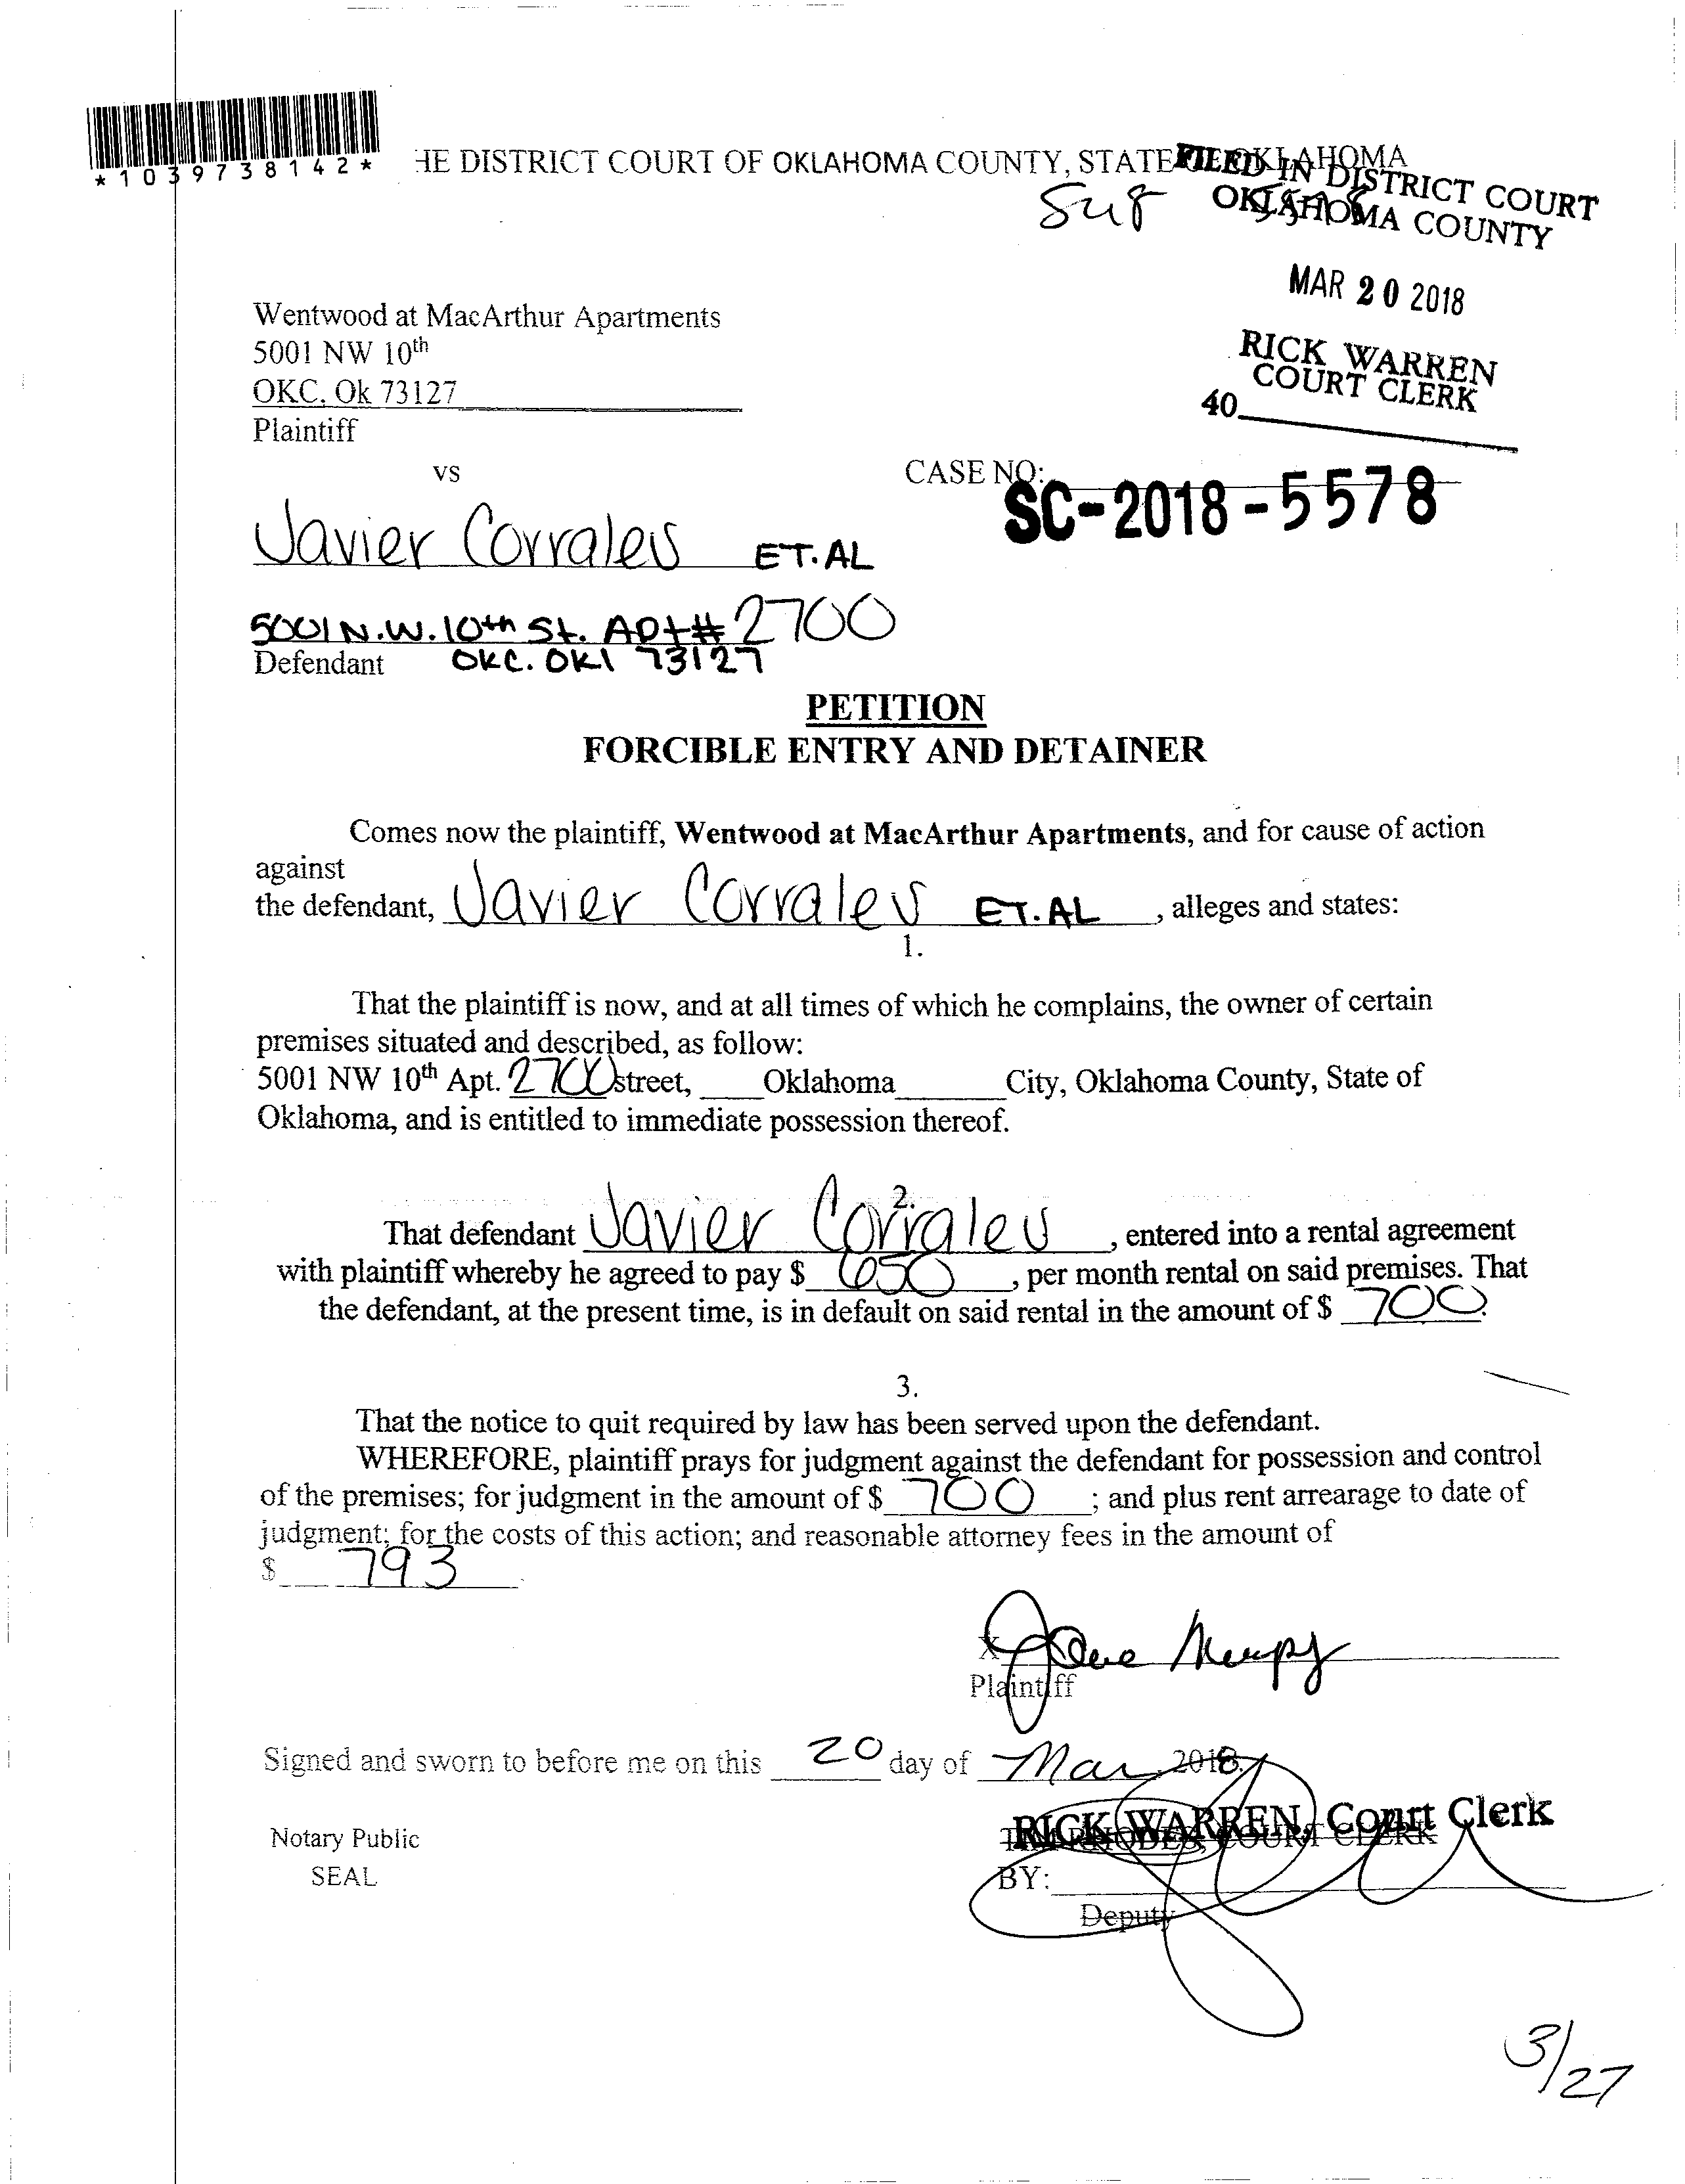 *1039738142*
HE DISTRICT COURT OF OKLAHOMA COUNTY, STATE OF OKLAHOMA
FILED IN DISTRICT COURT
OKLAHOMA COUNTY
MAR 20 2018
RICK WARREN
COURT CLERK
40
Wentwood at MacArthur Apartments
5001 NW 10th
OKC, Ok 73127
Plaintiff
vs
CASE NO:
SC-2018-5578
Javier Corrales ET.AL
5001 N.W. 10th St. Apt# 2700
Defendant OKC. OKl 73127
PETITION
FORCIBLE ENTRY AND DETAINER
Comes now the plaintiff, Wentwood at MacArthur Apartments, and for cause of action
against
the defendant, Javier Corrales ET.AL, alleges and states:
1.
That the plaintiff is now, and at all times of which he complains, the owner of certain
premises situated and described, as follow:
5001 NW 10th Apt. 2700 street, Oklahoma City, Oklahoma County, State of
Oklahoma, and is entitled to immediate possession thereof.
2.
That defendant Javier Corrales, entered into a rental agreement
with plaintiff whereby he agreed to pay $ 650, per month rental on said premises. That
the defendant, at the present time, is in default on said rental in the amount of $ 700.
3.
That the notice to quit required by law has been served upon the defendant.
WHEREFORE, plaintiff prays for judgment against the defendant for possession and control
of the premises; for judgment in the amount of $ 700; and plus rent arrearage to date of
judgment; for the costs of this action; and reasonable attorney fees in the amount of
$ 793
X
Plaintiff
Signed and sworn to before me on this 20 day of Mar, 2018.
RICK WARREN, Court Clerk
TIM RHODES, COURT CLERK
Notary Public
SEAL
BY:
Deputy
3/27